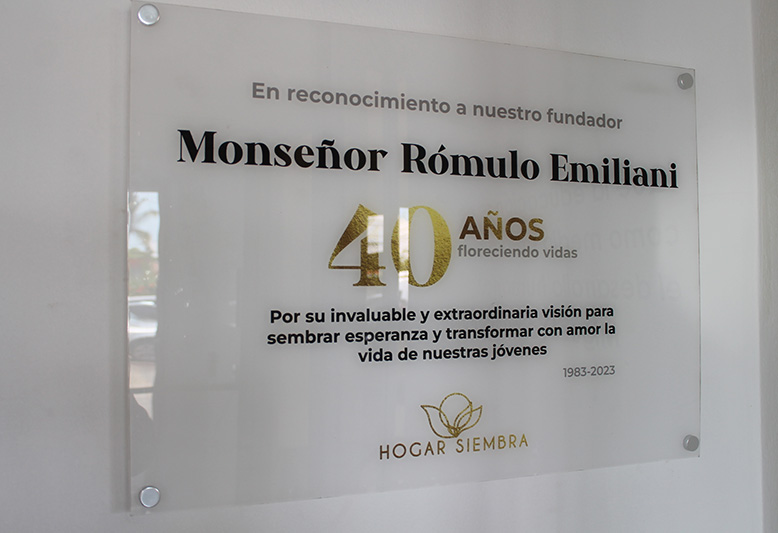 En reconocimiento a nuestro fundador
Monseñor Rómulo Emiliani
40 AÑOS
floreciendo vidas
Por su invaluable y extraordinaria visión para
sembrar esperanza y transformar con amor la
vida de nuestras jóvenes
1983-2023
HOGAR SIEMBRA